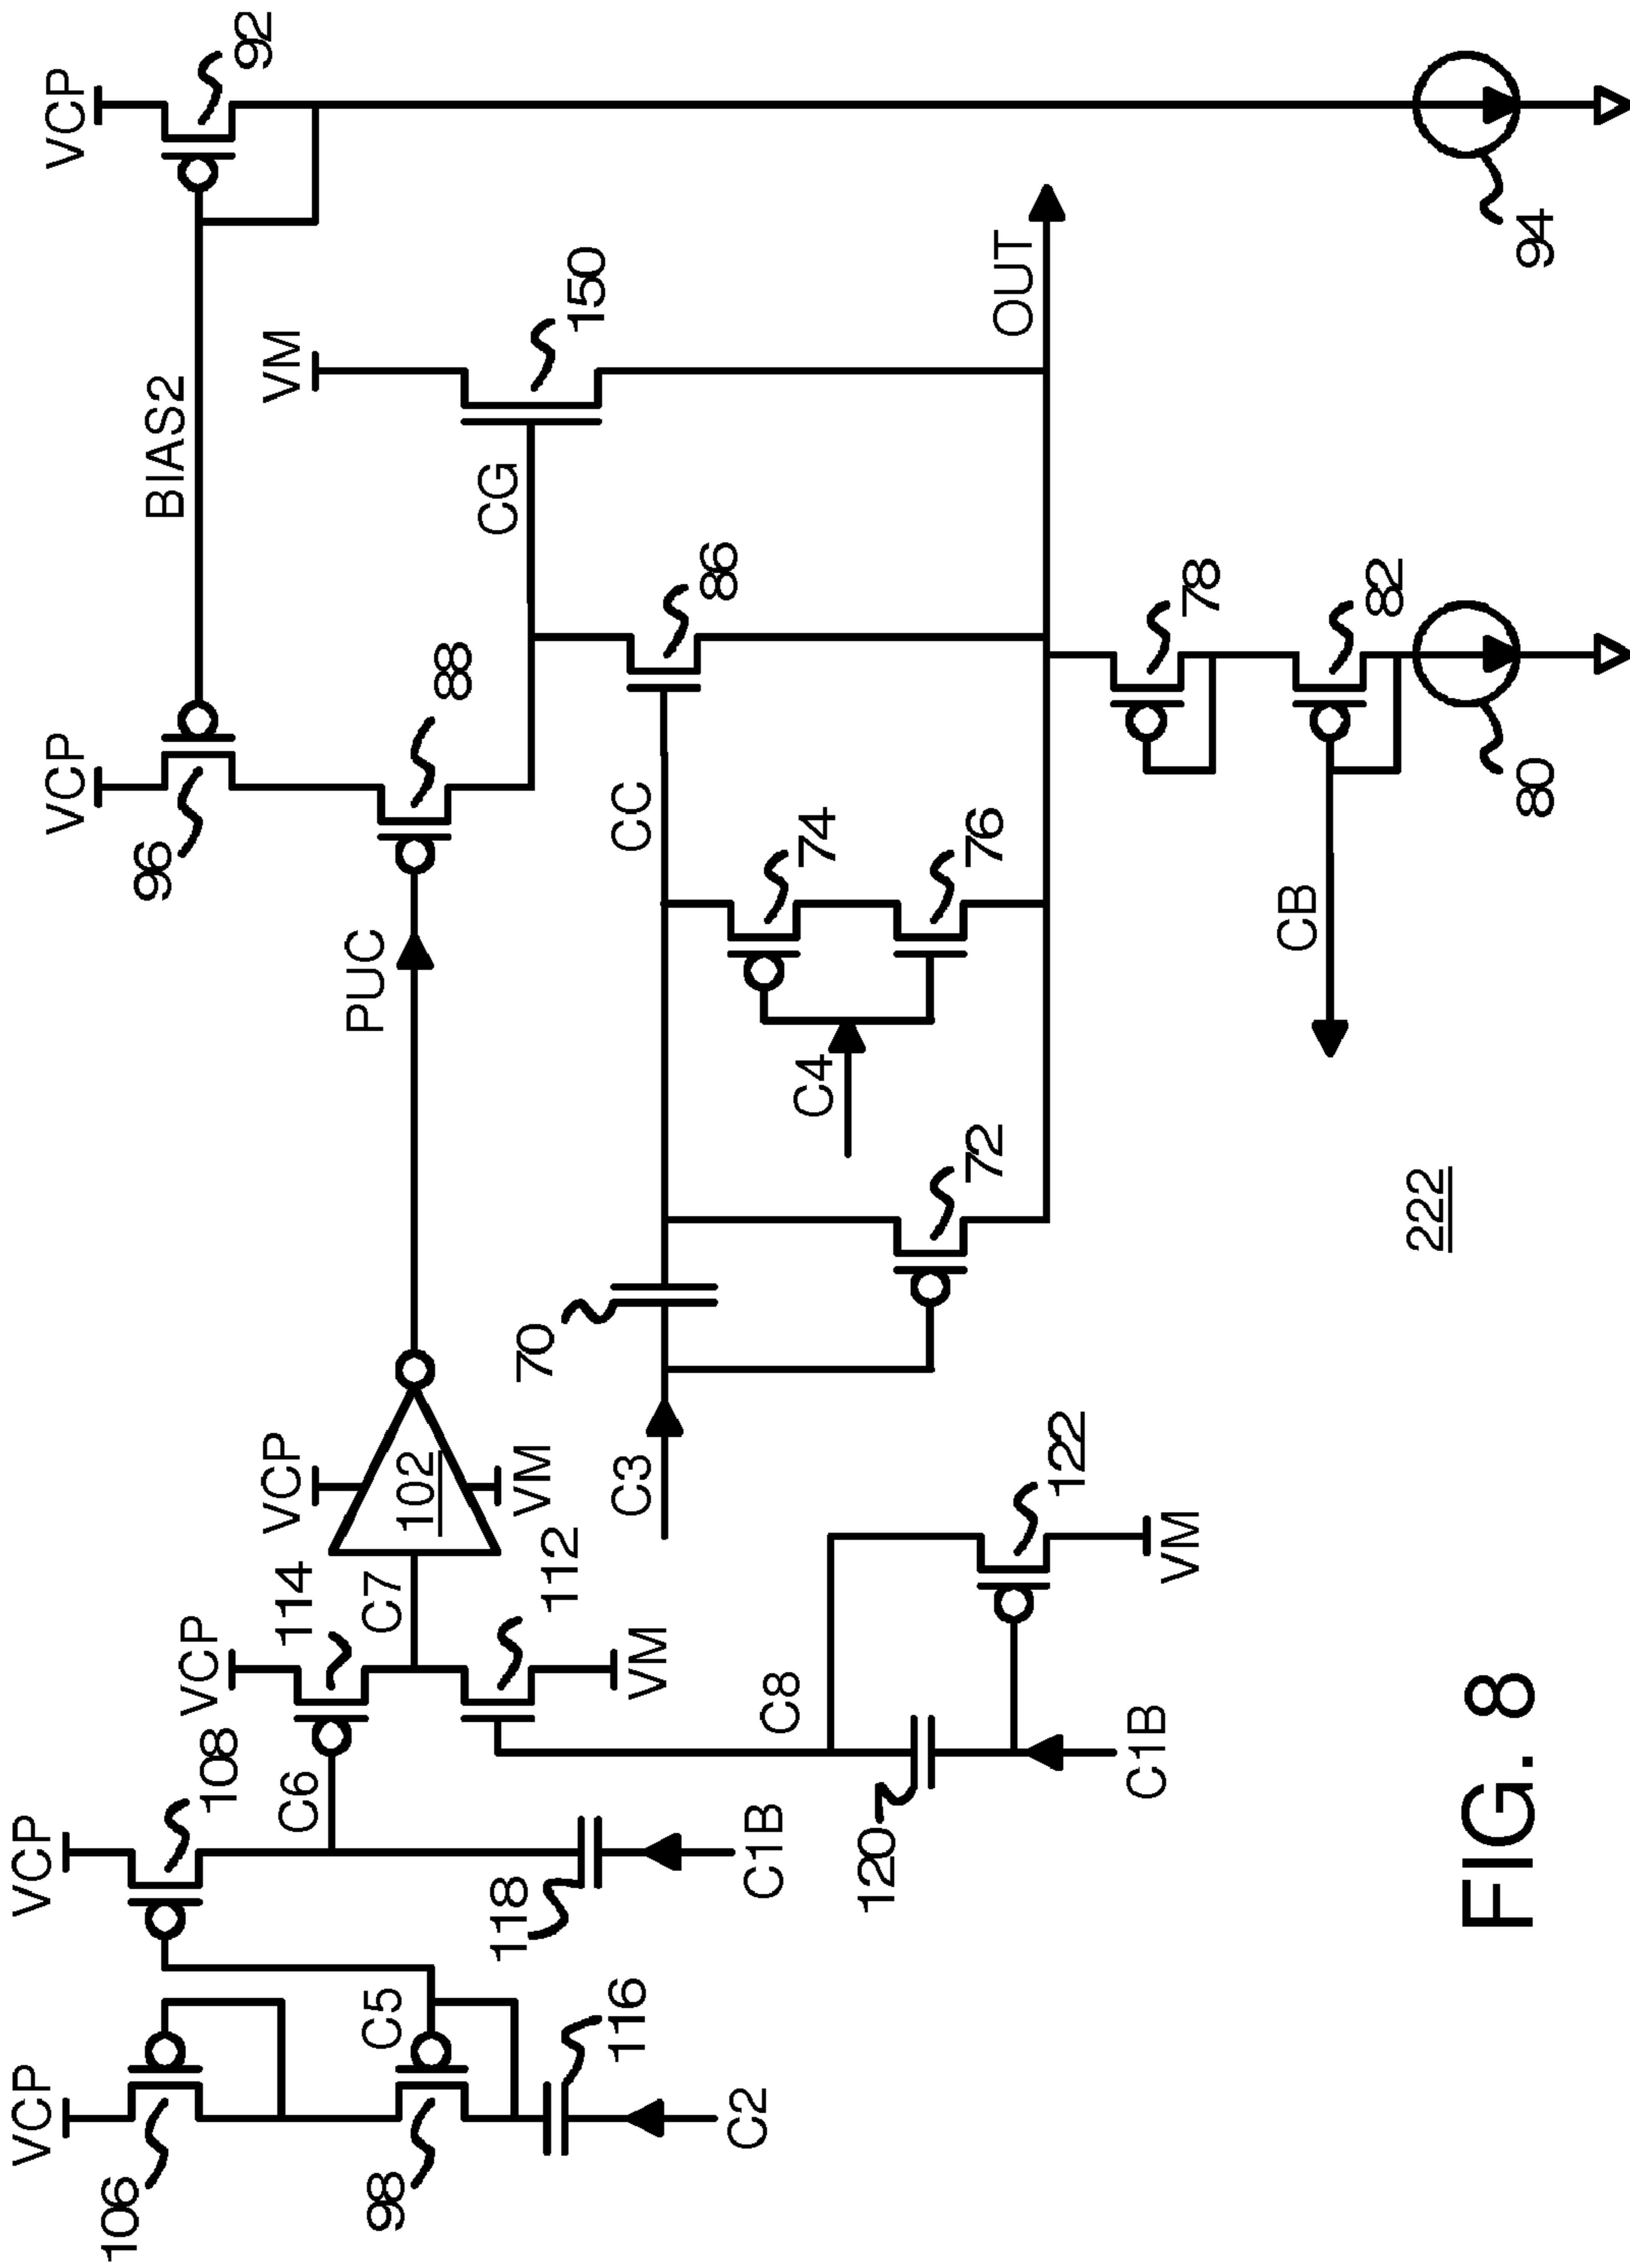 VCP
VCP
VCP
VCP
92
106
96
BIAS2
VCP
108
VM
VCP
114
C6
PUC
C5
C7
98
102
88
CG
118
VM
70
112
150
116
C3
CC
VM
86
C2
C1B
C8
C4
74
120
72
76
OUT
122
C1B
VM
78
CB
82
222
FIG. 8
80
94